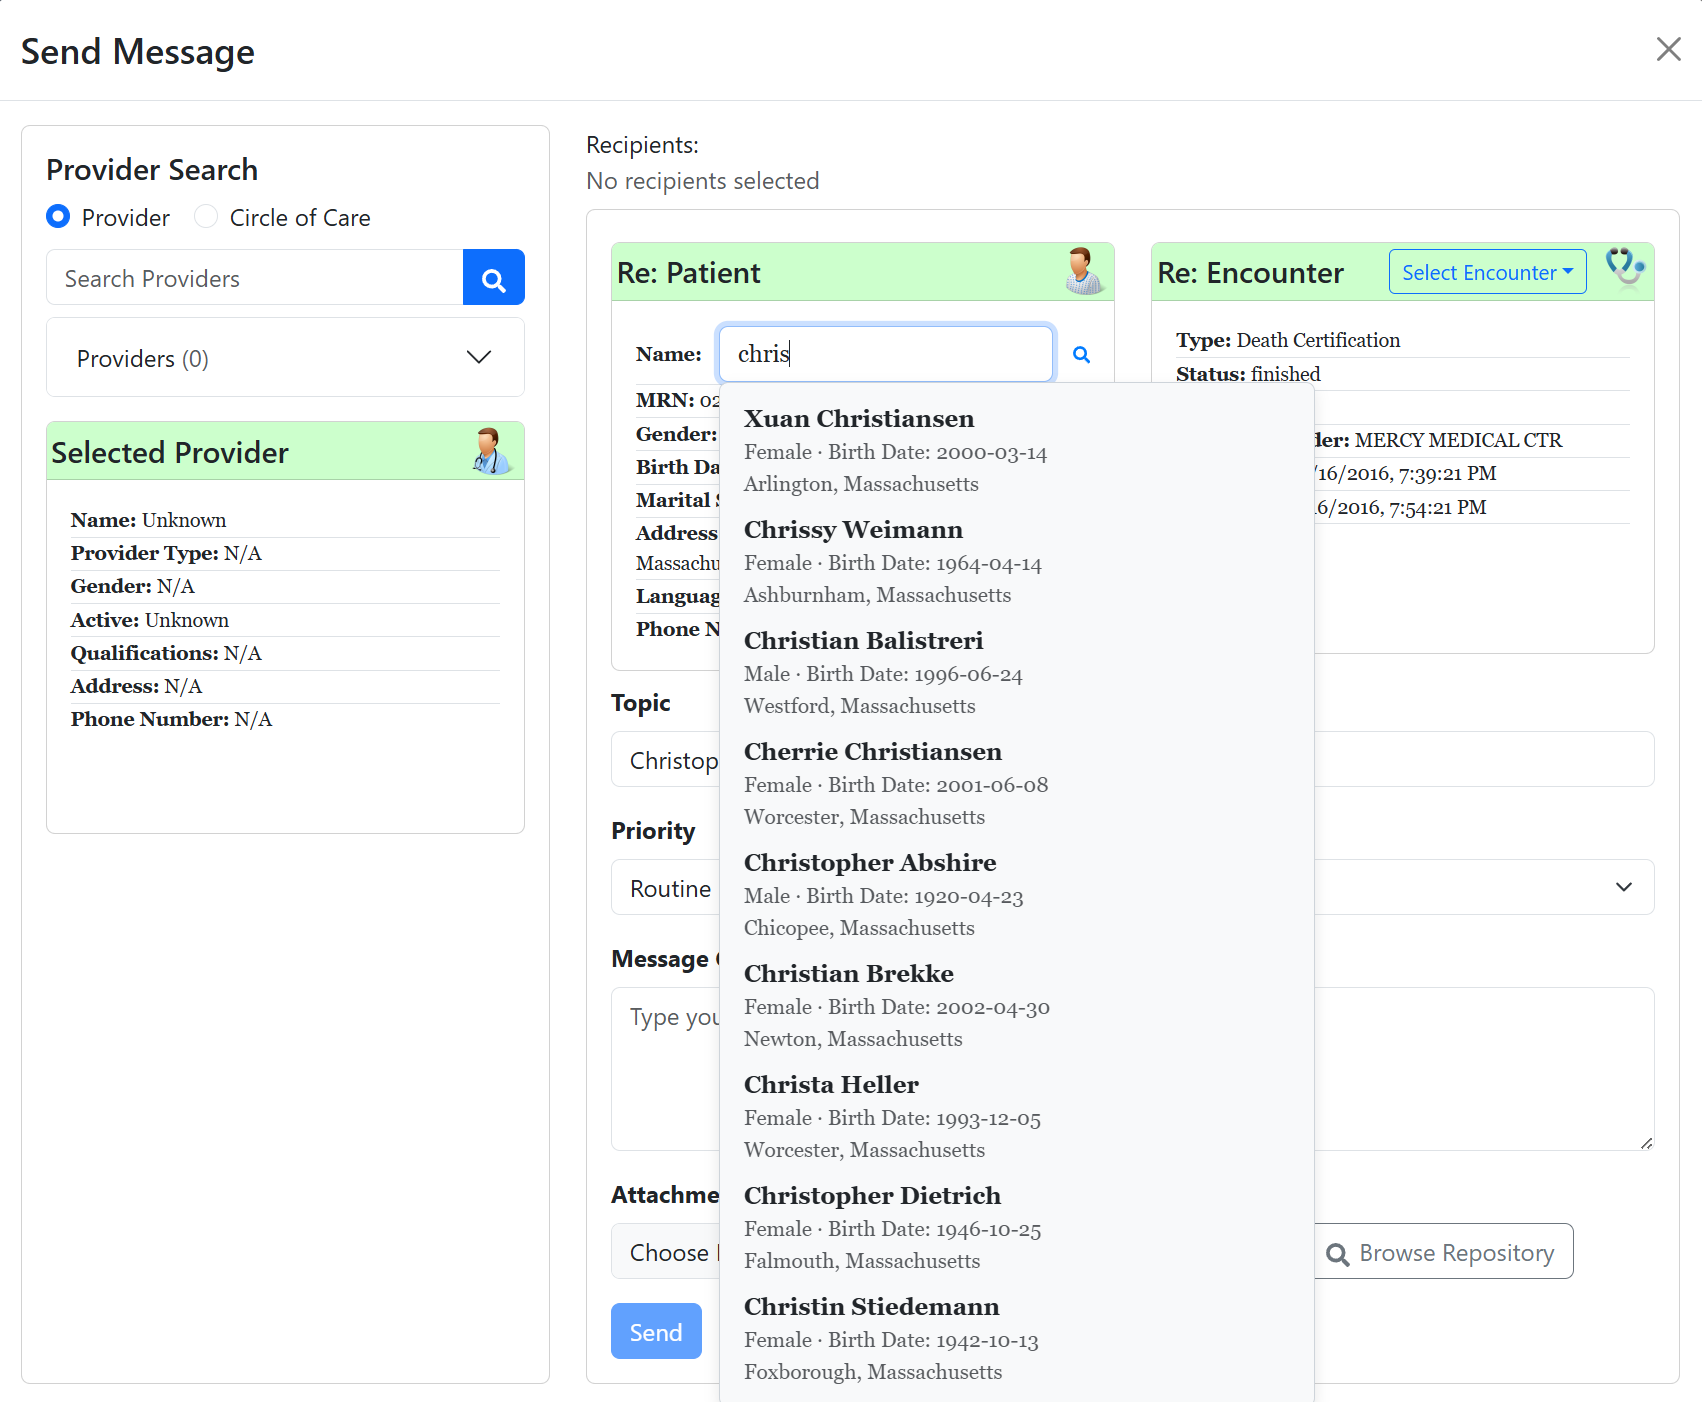 Send Message
Provider Search
Provider
Circle of Care
Search Providers
Providers (0)
Selected Provider
Name: Unknown
Provider Type: N/A
Gender: N/A
Active: Unknown
Qualifications: N/A
Address: N/A
Phone Number: N/A
Recipients:
No recipients selected
Re: Patient
Name: chris
MRN: 02
Gender:
Birth Da
Marital
Address
Massachu
Languag
Phone N
Xuan Christiansen
Female · Birth Date: 2000-03-14
Arlington, Massachusetts
Chrissy Weimann
Female · Birth Date: 1964-04-14
Ashburnham, Massachusetts
Christian Balistreri
Male · Birth Date: 1996-06-24
Westford, Massachusetts
Cherrie Christiansen
Female · Birth Date: 2001-06-08
Worcester, Massachusetts
Christopher Abshire
Male · Birth Date: 1920-04-23
Chicopee, Massachusetts
Christian Brekke
Female · Birth Date: 2002-04-30
Newton, Massachusetts
Christa Heller
Female · Birth Date: 1993-12-05
Worcester, Massachusetts
Christopher Dietrich
Female · Birth Date: 1946-10-25
Falmouth, Massachusetts
Christin Stiedemann
Female · Birth Date: 1942-10-13
Foxborough, Massachusetts
Re: Encounter
Select Encounter
Type: Death Certification
Status: finished
der: MERCY MEDICAL CTR
/16/2016, 7:39:21 PM
16/2016, 7:54:21 PM
Topic
Christop
Priority
Routine
Message
Type you
Attachme
Choose
Browse Repository
Send